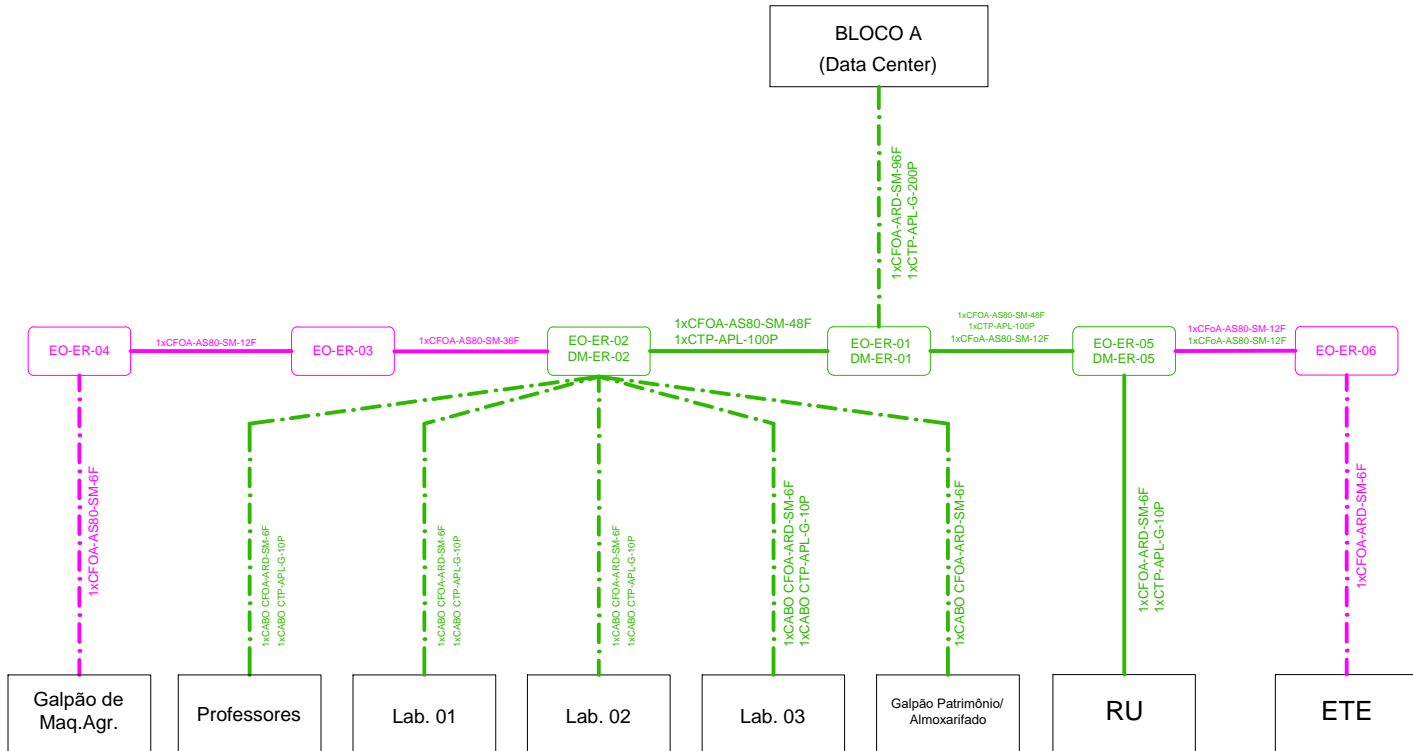 BLOCO A
(Data Center)
1xCFOA-ARD-SM-96F
1xCTP-APL-G-200P
EO-ER-04
1xCFOA-AS80-SM-12F
EO-ER-03
1xCFOA-AS80-SM-36F
EO-ER-02
DM-ER-02
1xCFOA-AS80-SM-48F
1xCTP-APL-100P
EO-ER-01
DM-ER-01
1xCFOA-AS80-SM-48F
1xCTP-APL-100P
1xCFoA-AS80-SM-12F
EO-ER-05
DM-ER-05
1xCFoA-AS80-SM-12F
1xCFoA-AS80-SM-12F
EO-ER-06
1xCFOA-AS80-SM-6F
1xCABO CFOA-ARD-SM-6F
1xCABO CTP-APL-G-10P
1xCABO CFOA-ARD-SM-6F
1xCABO CTP-APL-G-10P
1xCABO CFOA-ARD-SM-6F
1xCABO CTP-APL-G-10P
1xCABO CFOA-ARD-SM-6F
1xCABO CTP-APL-G-10P
1xCABO CFOA-ARD-SM-6F
1xCFOA-ARD-SM-6F
1xCTP-APL-G-10P
1xCFOA-ARD-SM-6F
Galpão de
Maq.Agr.
Professores
Lab. 01
Lab. 02
Lab. 03
Galpão Patrimônio/
Almoxarifado
RU
ETE